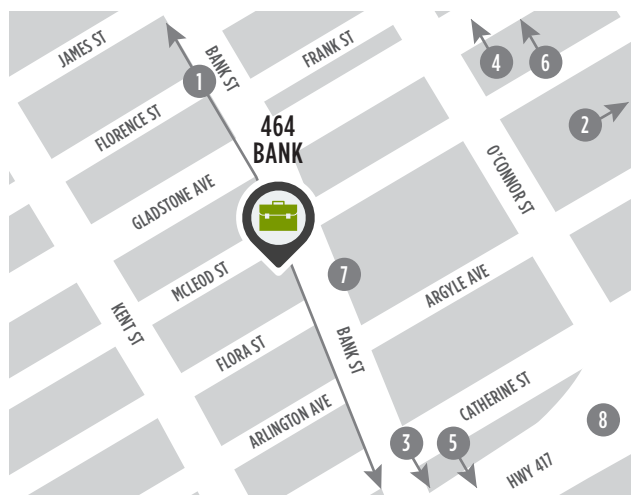 JAMES ST
BANK ST
FRANK ST
4
6
1
FLORENCE ST
464
BANK
2
GLADSTONE AVE
O'CONNOR ST
MCLEOD ST
7
ARGYLE AVE
KENT ST
FLORA ST
BANK ST
ARLINGTON AVE
CATHERINE ST
3
5
8
HWY 417